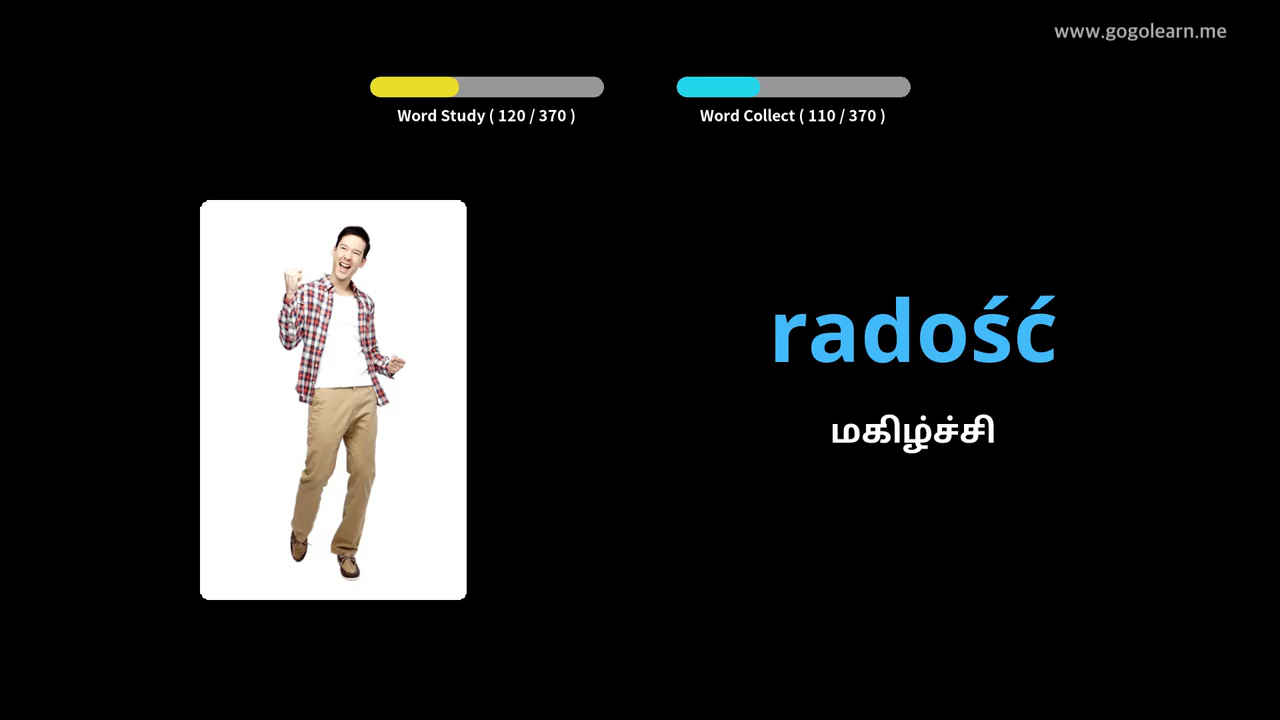 www.gogolearn.me
Word Study ( 120 / 370 )
Word Collect ( 110 / 370 )
radość
மகிழ்ச்சி